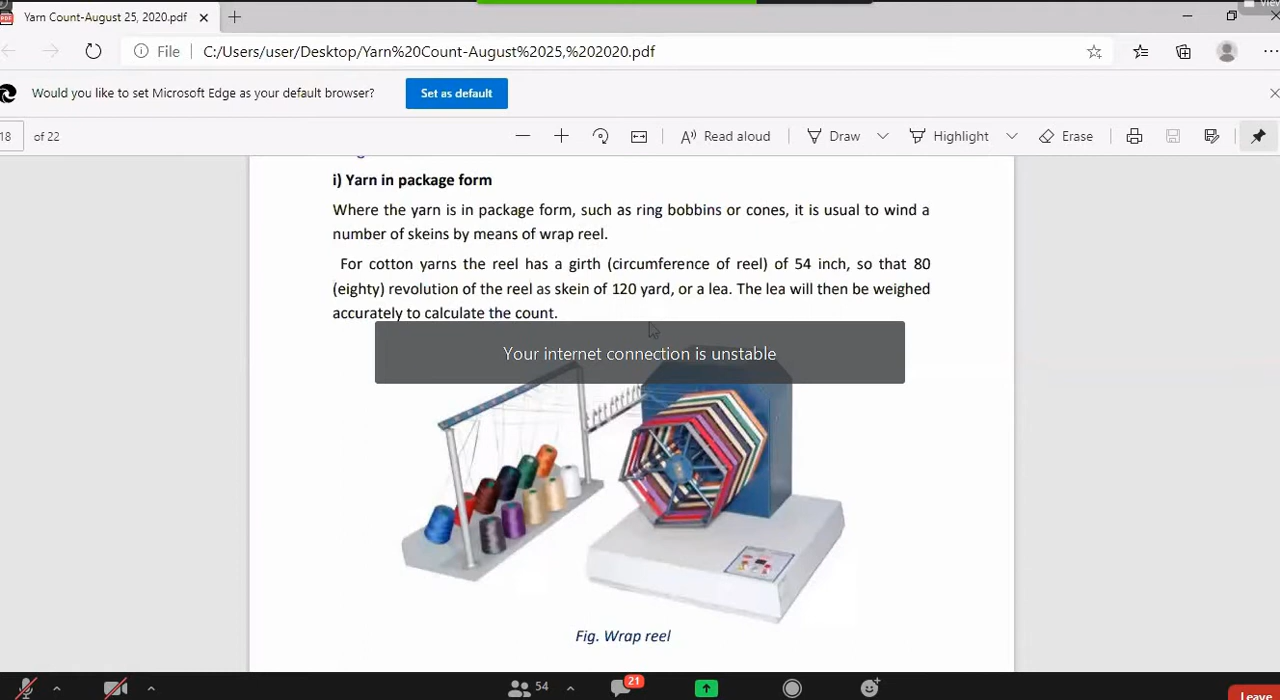 View
Yarn Count-August 25, 2020.pdf
File
C:/Users/user/Desktop/Yarn%20Count-August%2025,%202020.pdf
Would you like to set Microsoft Edge as your default browser?
Set as default
18 of 22
Read aloud
Draw
Highlight
Erase
i) Yarn in package form
Where the yarn is in package form, such as ring bobbins or cones, it is usual to wind a
number of skeins by means of wrap reel.
For cotton yarns the reel has a girth (circumference of reel) of 54 inch, so that 80
(eighty) revolution of the reel as skein of 120 yard, or a lea. The lea will then be weighed
accurately to calculate the count.
Your internet connection is unstable
Fig. Wrap reel
54
21
Leave